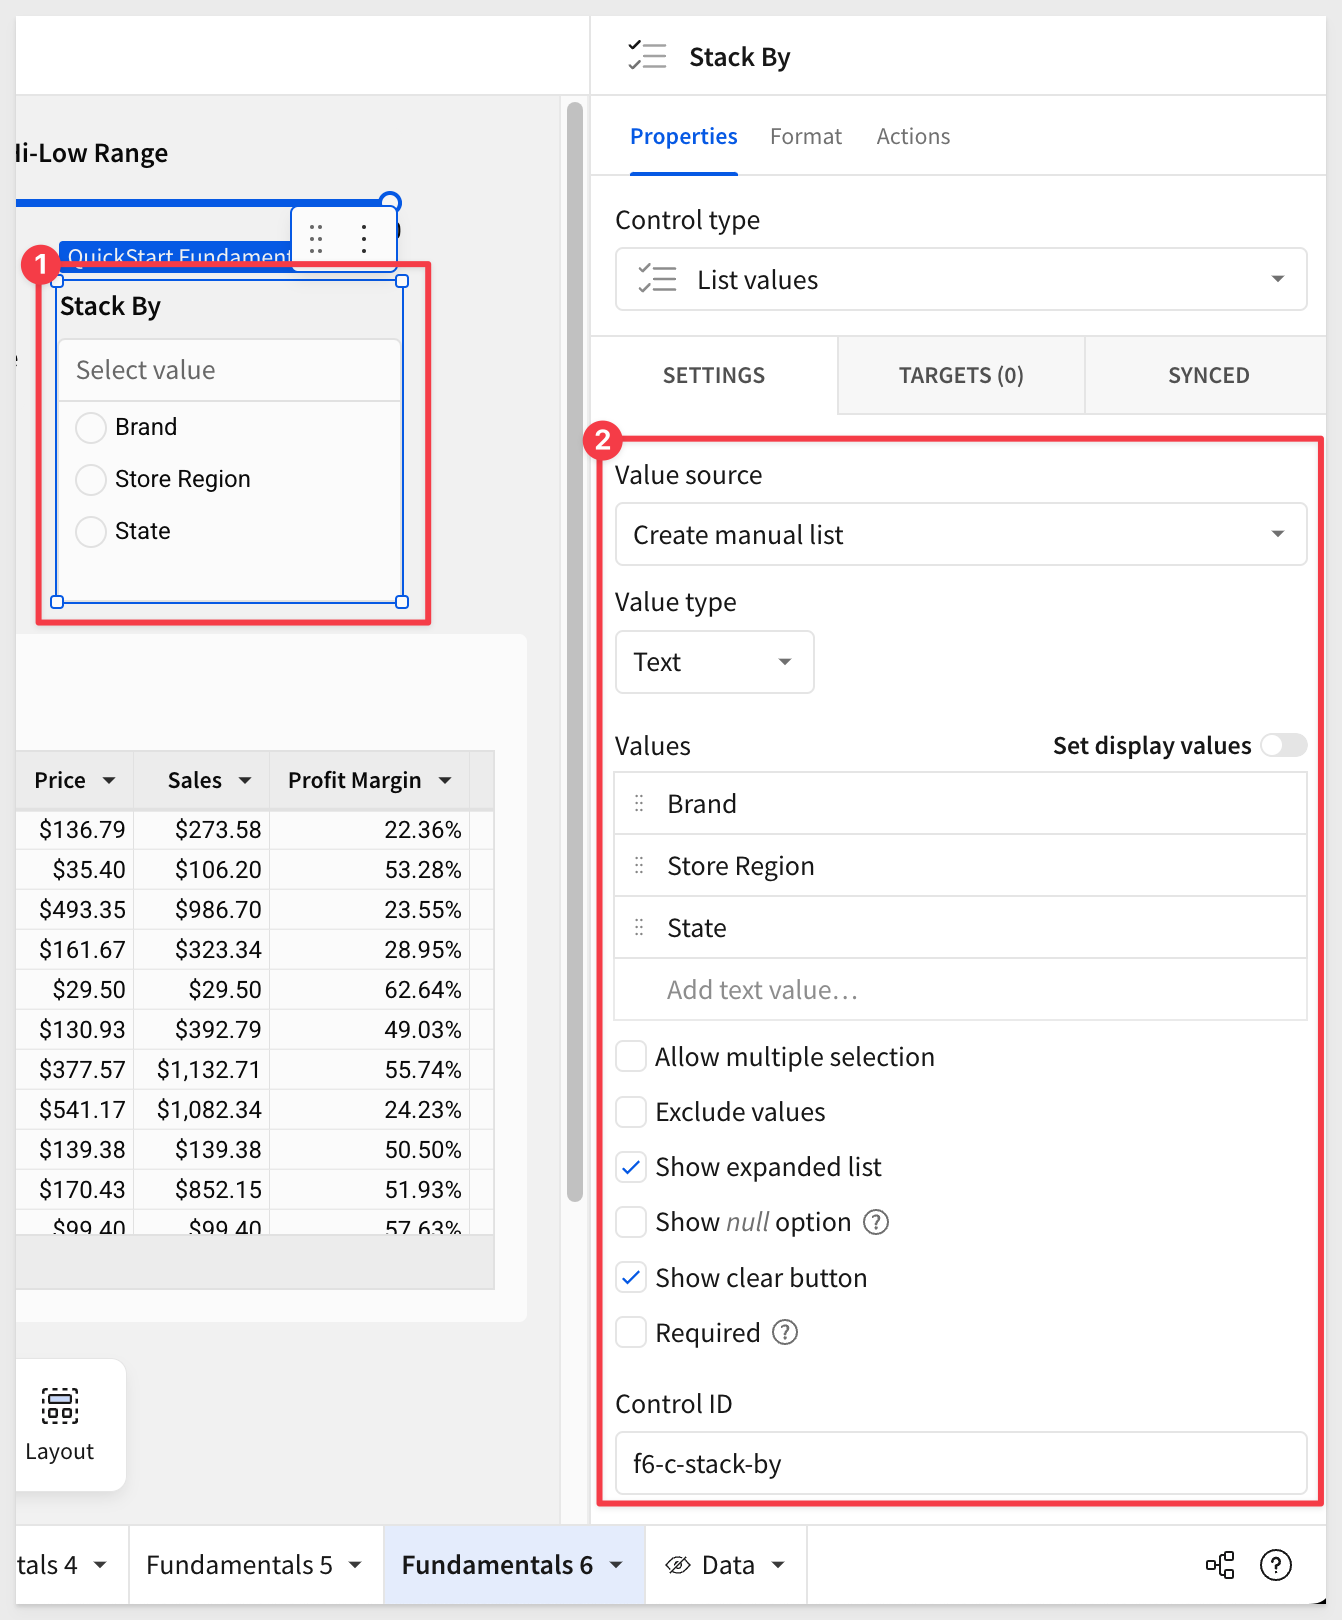 Stack By
Properties Format Actions
Hi-Low Range
Control type
List values
1
QuickStart Fundament
Stack By
Select value
Brand
Store Region
State
SETTINGS TARGETS (0) SYNCED
2
Value source
Create manual list
Value type
Text
Values Set display values
Brand
Store Region
State
Add text value…
Allow multiple selection
Exclude values
Show expanded list
Show null option ?
Show clear button
Required ?
Control ID
f6-c-stack-by
Price Sales Profit Margin
$136.79 $273.58 22.36%
$35.40 $106.20 53.28%
$493.35 $986.70 23.55%
$161.67 $323.34 28.95%
$29.50 $29.50 62.64%
$130.93 $392.79 49.03%
$377.57 $1,132.71 55.74%
$541.17 $1,082.34 24.23%
$139.38 $139.38 50.50%
$170.43 $852.15 51.93%
$99.40 $99.40 57.63%
Layout
tals 4 Fundamentals 5 Fundamentals 6 Data ?